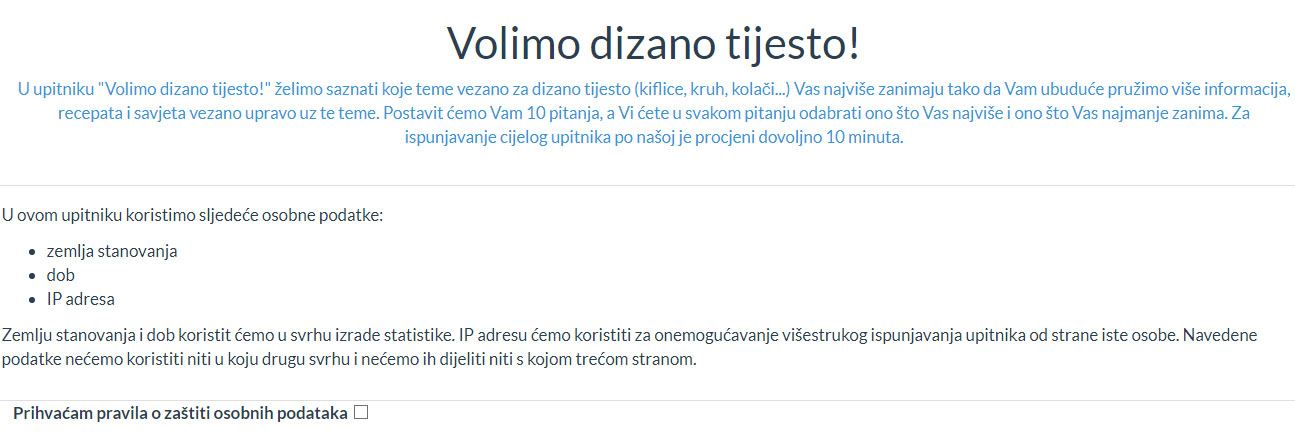 Volimo dizano tijesto!
U upitniku "Volimo dizano tijesto!" želimo saznati koje teme vezano za dizano tijesto (kiflice, kruh, kolači...) Vas najviše zanimaju tako da Vam ubuduće pružimo više informacija,
recepata i savjeta vezano upravo uz te teme. Postavit ćemo Vam 10 pitanja, a Vi ćete u svakom pitanju odabrati ono što Vas najviše i ono što Vas najmanje zanima. Za
ispunjavanje cijelog upitnika po našoj je procjeni dovoljno 10 minuta.
U ovom upitniku koristimo sljedeće osobne podatke:
• zemlja stanovanja
• dob
• IP adresa
Zemlju stanovanja i dob koristit ćemo u svrhu izrade statistike. IP adresu ćemo koristiti za onemogućavanje višestrukog ispunjavanja upitnika od strane iste osobe. Navedene
podatke nećemo koristiti niti u koju drugu svrhu i nećemo ih dijeliti niti s kojom trećom stranom.
Prihvaćam pravila o zaštiti osobnih podataka